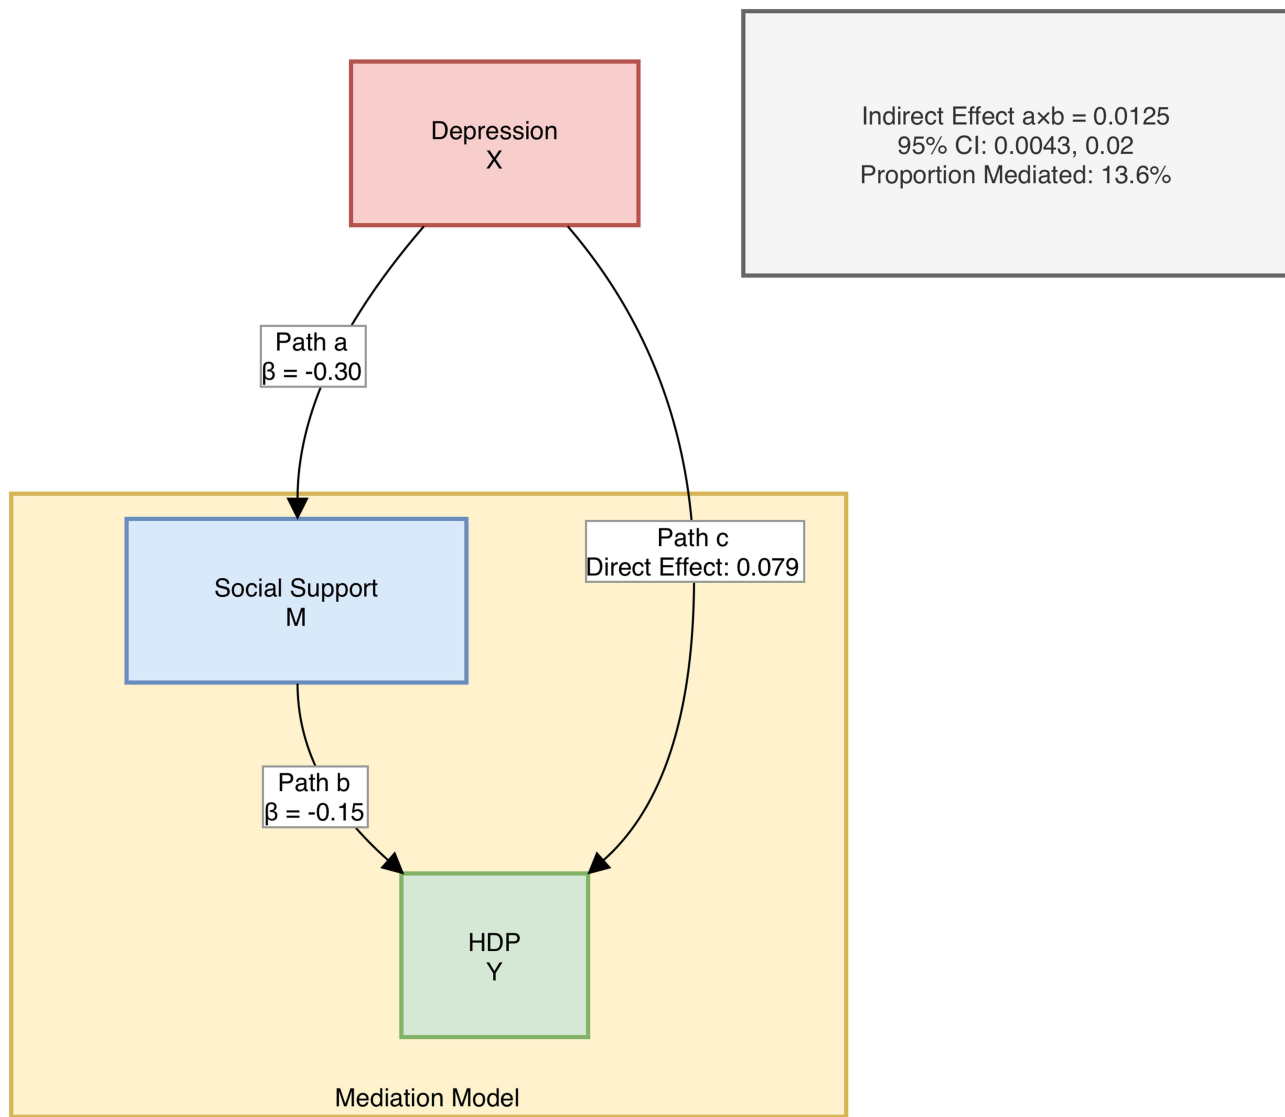 Depression
X
Indirect Effect a×b = 0.0125
95% CI: 0.0043, 0.02
Proportion Mediated: 13.6%
Path a
β = -0.30
Path c
Direct Effect: 0.079
Social Support
M
Path b
β = -0.15
HDP
Y
Mediation Model